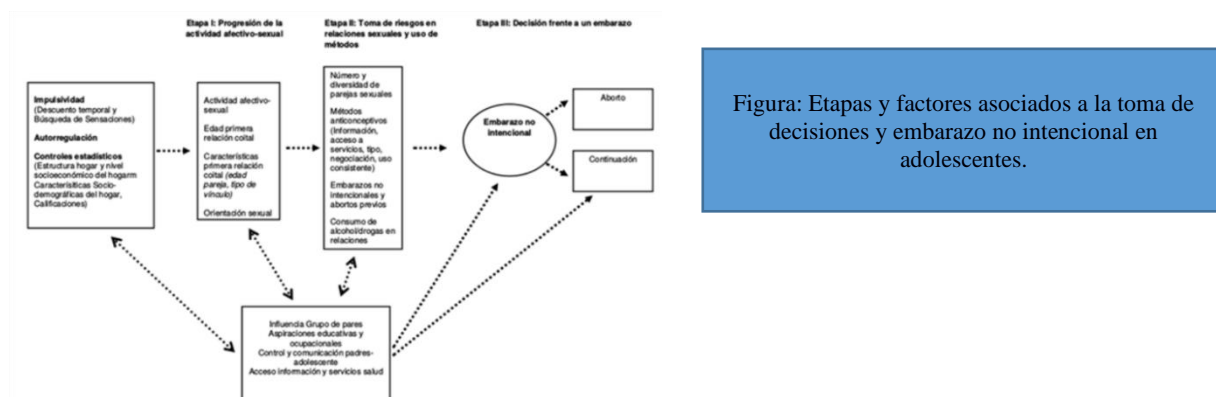 Etapa I: Progresión de la
actividad afectivo-sexual
Etapa II: Toma de riesgos en
relaciones sexuales y uso de
métodos
Etapa III: Decisión frente a un embarazo
Impulsividad
(Descuento temporal y
Búsqueda de Sensaciones)
Autorregulación
Controles estadísticos
(Estructura hogar y nivel
socioeconómico del hogarm
Características Socio-
demográficas del hogar,
Calificaciones)
Actividad afectivo-
sexual
Edad primera
relación coital
Características
primera relación
coital (edad
pareja, tipo de
vínculo)
Orientación sexual
Número y
diversidad de
parejas sexuales
Métodos
anticonceptivos
(Información,
acceso a
servicios, tipo,
negociación, uso
consistente)
Embarazos no
intencionales y
abortos previos
Consumo de
alcohol/drogas en
relaciones
Embarazo no
intencional
Aborto
Continuación
Influencia Grupo de pares
Aspiraciones educativas y
ocupacionales
Control y comunicación padres-
adolescente
Acceso información y servicios salud
Figura: Etapas y factores asociados a la toma de
decisiones y embarazo no intencional en
adolescentes.